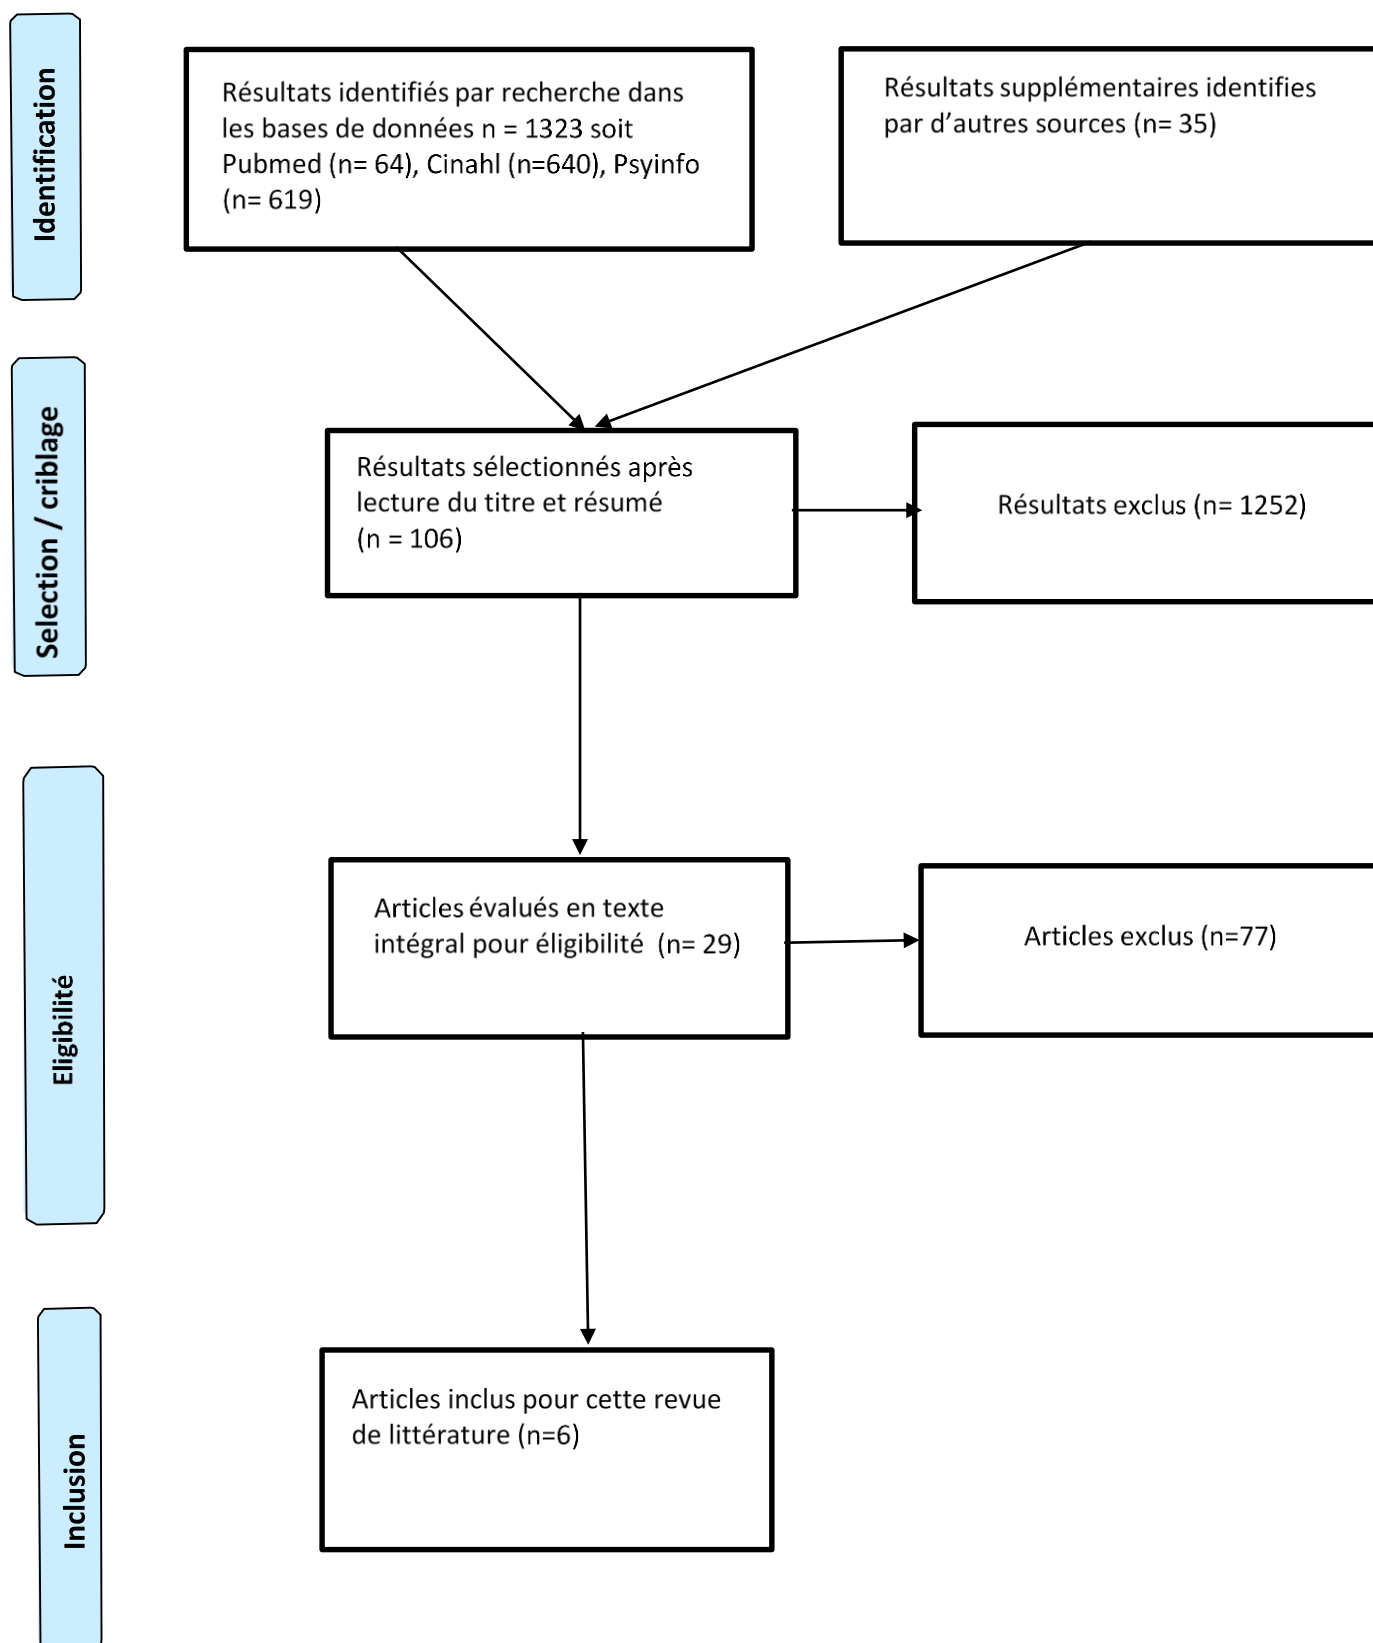 Identification
Résultats identifiés par recherche dans
les bases de données n = 1323 soit
Pubmed (n= 64), Cinahl (n=640), Psyinfo
(n= 619)
Résultats supplémentaires identifies
par d’autres sources (n= 35)
Selection / criblage
Résultats sélectionnés après
lecture du titre et résumé
(n = 106)
Résultats exclus (n= 1252)
Eligibilité
Articles évalués en texte
intégral pour éligibilité (n= 29)
Articles exclus (n=77)
Inclusion
Articles inclus pour cette revue
de littérature (n=6)